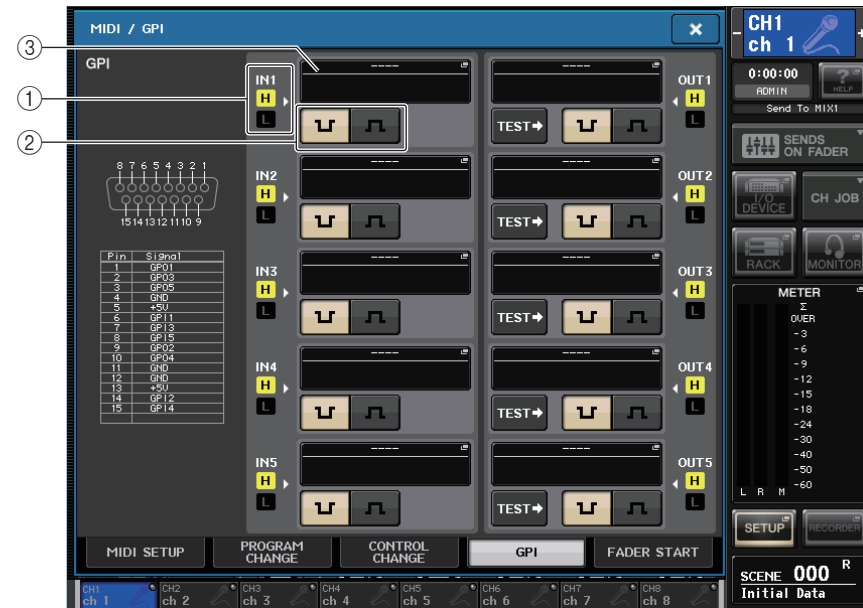 MIDI / GPI
×
CH1
ch 1
- +
③
①
②
GPI
IN1
H
L
----
TEST➔
----
OUT1
H
L
0:00:00
ADMIN
?
HELP
Send To MIX1
SENDS
ON FADER
8 7 6 5 4 3 2 1
15 14 13 12 11 10 9
IN2
H
L
----
TEST➔
----
OUT2
H
L
I/O
DEVICE
CH JOB
RACK
MONITOR
Pin Signal
1 GPO1
2 GPO3
3 GPO5
4 GND
5 +5V
6 GPI1
7 GPI3
8 GPI5
9 GPO2
10 GPO4
11 GND
12 GND
13 +5V
14 GPI2
15 GPI4
IN3
H
L
----
TEST➔
----
OUT3
H
L
IN4
H
L
----
TEST➔
----
OUT4
H
L
IN5
H
L
----
TEST➔
----
OUT5
H
L
METER
Σ
OVER
-3
-6
-9
-12
-15
-18
-24
-30
-40
-50
-60
L R M
SETUP
RECORDER
MIDI SETUP
PROGRAM
CHANGE
CONTROL
CHANGE
GPI
FADER START
SCENE 000 R
Initial Data
CH1
ch 1
CH2
ch 2
CH3
ch 3
CH4
ch 4
CH5
ch 5
CH6
ch 6
CH7
ch 7
CH8
ch 8